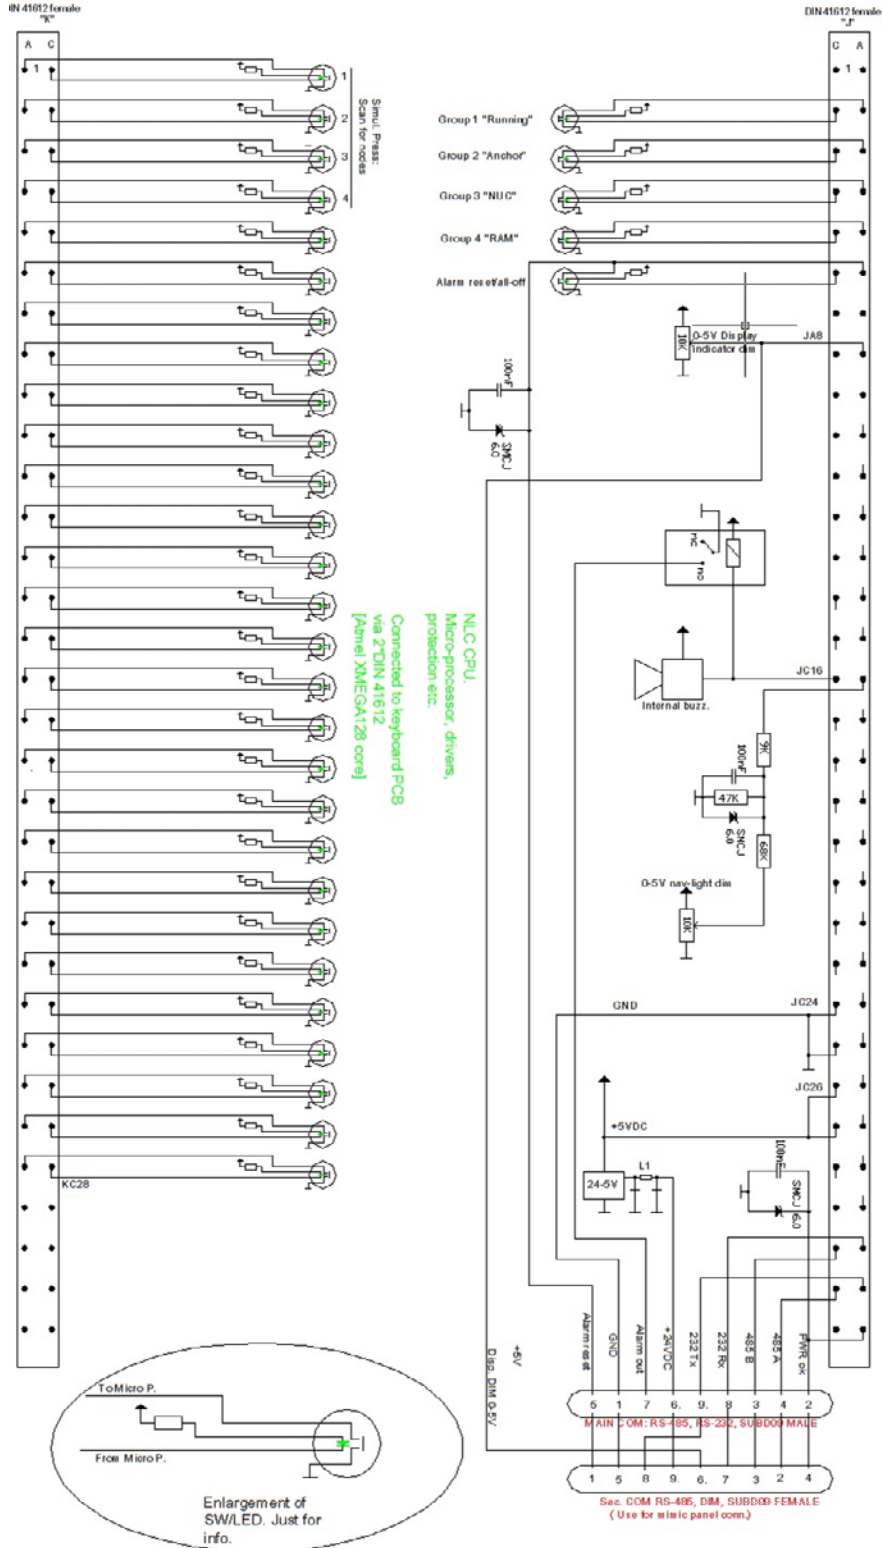 IN 41612 female
"K"
A C
1
1
2
3
4
Simul. Press:
Scan for nodes
KC28
DIN 41612 female
"J"
C A
1
Group 1 "Running"
Group 2 "Anchor"
Group 3 "NUC"
Group 4 "RAM"
Alarm reset/all-off
10K
0-5V Display
indicator dim
JA8
100nF
SMCJ
6.0
nc
no
JC16
Internal buzz.
NLC CPU.
Micro-processor, drivers,
protection etc.
Connected to keyboard PCB
via 2*DIN 41612
[Atmel XMEGA128 core]
9K
100nF
47K
SMCJ
6.0
68K
0-5V nav-light dim
10K
GND
JC24
JC26
+5VDC
24-5V
L1
100nF
SMCJ 6.0
+5V
Disp. DIM 0-5V
Alarm reset
GND
Alarm out
+24VDC
232 Tx
232 Rx
485 B
485 A
PWR ok
5 1 7 6. 9. 8 3 4 2
MAIN COM: RS-485, RS-232, SUBD09 MALE
1 5 8 9. 6. 7 3 2 4
Sec. COM RS-485, DIM, SUBD09 FEMALE
( Use for mimic panel conn.)
To Micro P.
From Micro P.
Enlargement of
SW/LED. Just for
info.